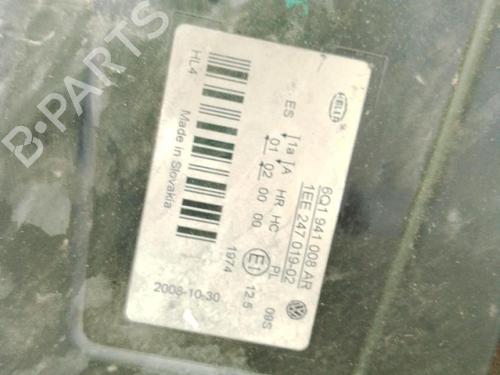 B-PARTS
HELLA
6Q1 941 008 AR
1EE 247 019-02
ES
1a A HR HC PL
01 02 00 00
E1
12.5
09S
HL4
Made in Slovakia
1974
2008-10-30